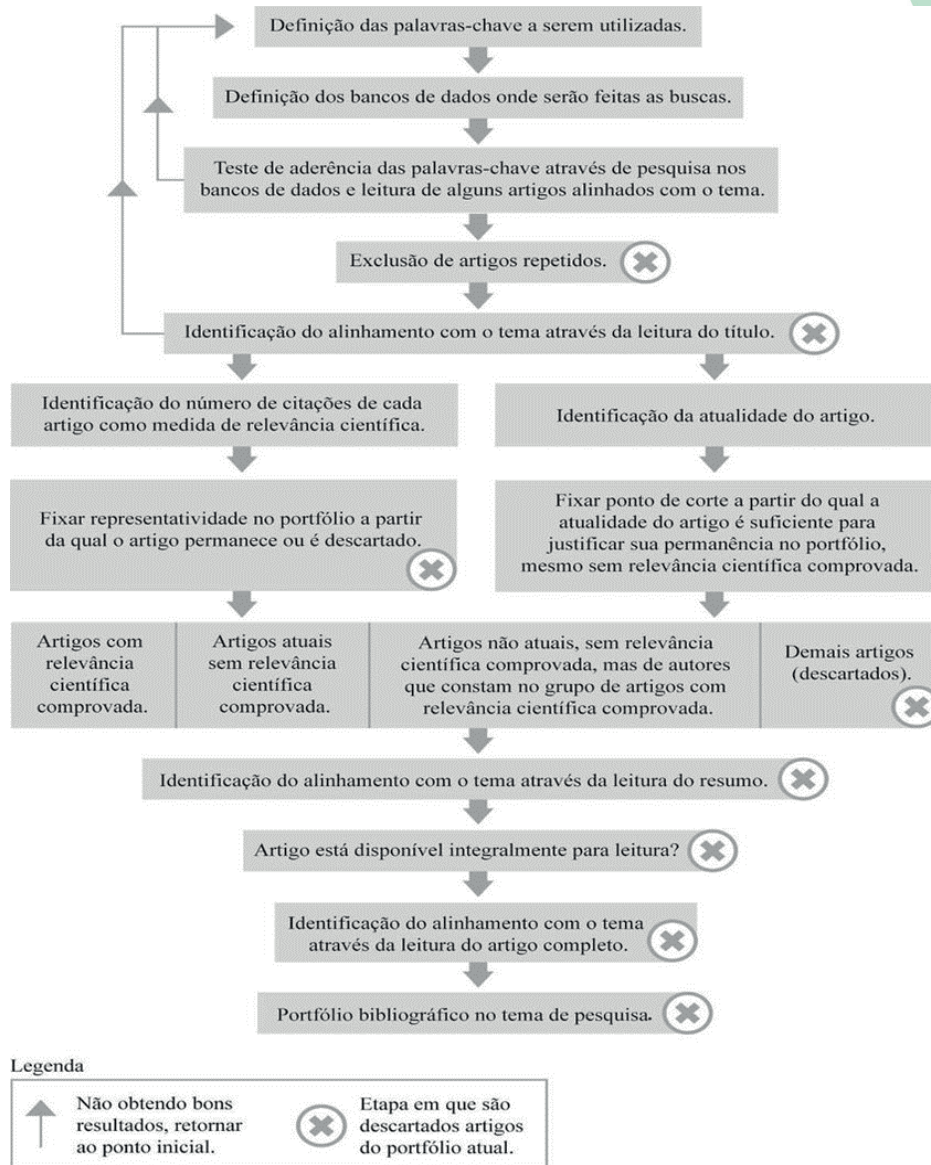 Definição das palavras-chave a serem utilizadas.
Definição dos bancos de dados onde serão feitas as buscas.
Teste de aderência das palavras-chave através de pesquisa nos
bancos de dados e leitura de alguns artigos alinhados com o tema.
Exclusão de artigos repetidos.
Identificação do alinhamento com o tema através da leitura do título.
Identificação do número de citações de cada
artigo como medida de relevância científica.
Identificação da atualidade do artigo.
Fixar representatividade no portfólio a partir
da qual o artigo permanece ou é descartado.
Fixar ponto de corte a partir do qual a
atualidade do artigo é suficiente para
justificar sua permanência no portfólio,
mesmo sem relevância científica comprovada.
Artigos com
relevância
científica
comprovada.
Artigos atuais
sem relevância
científica
comprovada.
Artigos não atuais, sem relevância
científica comprovada, mas de autores
que constam no grupo de artigos com
relevância científica comprovada.
Demais artigos
(descartados).
Identificação do alinhamento com o tema através da leitura do resumo.
Artigo está disponível integralmente para leitura?
Identificação do alinhamento com o tema
através da leitura do artigo completo.
Portfólio bibliográfico no tema de pesquisa.
Legenda
Não obtendo bons
resultados, retornar
ao ponto inicial.
Etapa em que são
descartados artigos
do portfólio atual.